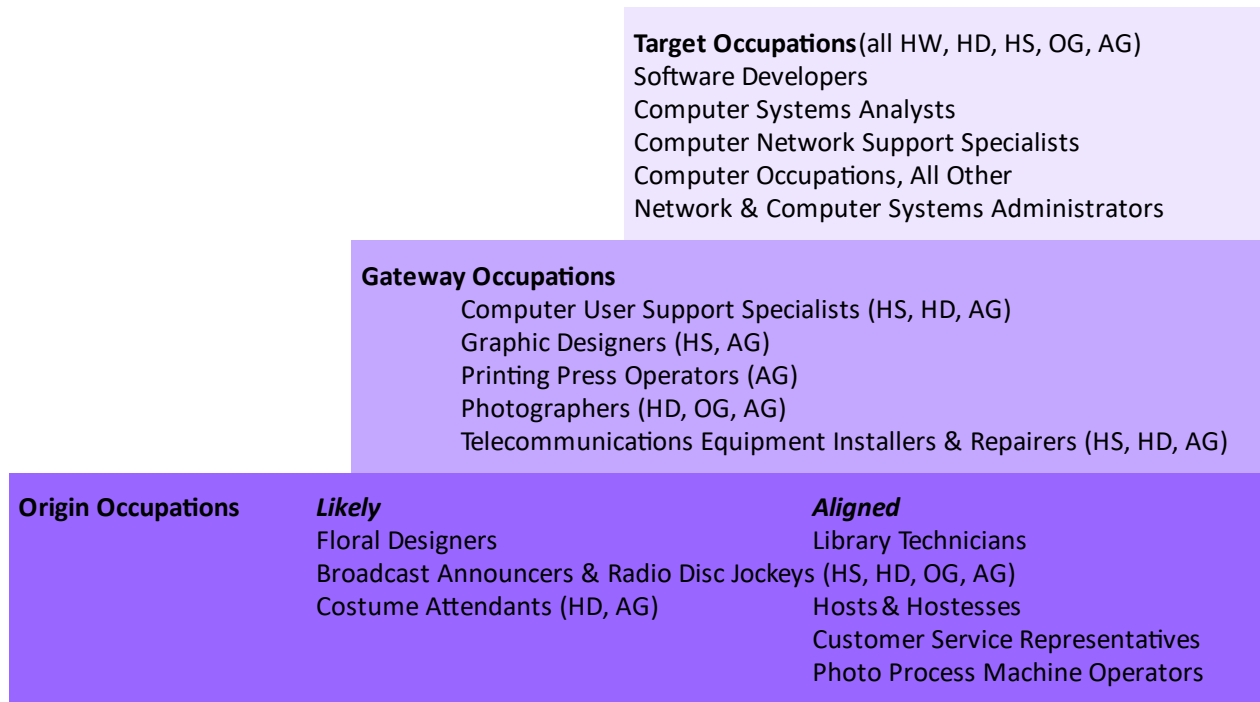 Target Occupations (all HW, HD, HS, OG, AG)
Software Developers
Computer Systems Analysts
Computer Network Support Specialists
Computer Occupations, All Other
Network & Computer Systems Administrators
Gateway Occupations
Computer User Support Specialists (HS, HD, AG)
Graphic Designers (HS, AG)
Printing Press Operators (AG)
Photographers (HD, OG, AG)
Telecommunications Equipment Installers & Repairers (HS, HD, AG)
Origin Occupations
Likely
Floral Designers
Broadcast Announcers & Radio Disc Jockeys (HS, HD, OG, AG)
Costume Attendants (HD, AG)
Aligned
Library Technicians
Hosts & Hostesses
Customer Service Representatives
Photo Process Machine Operators